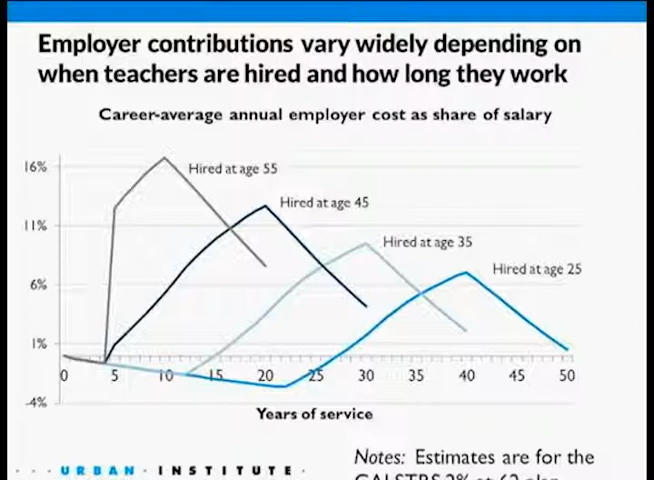 Employer contributions vary widely depending on
when teachers are hired and how long they work
Career-average annual employer cost as share of salary
16%
Hired at age 55
Hired at age 45
11%
Hired at age 35
6%
Hired at age 25
1%
0 5 10 15 20 25 30 35 40 45 50
-4%
Years of service
Notes: Estimates are for the
URBAN · INSTITUTE